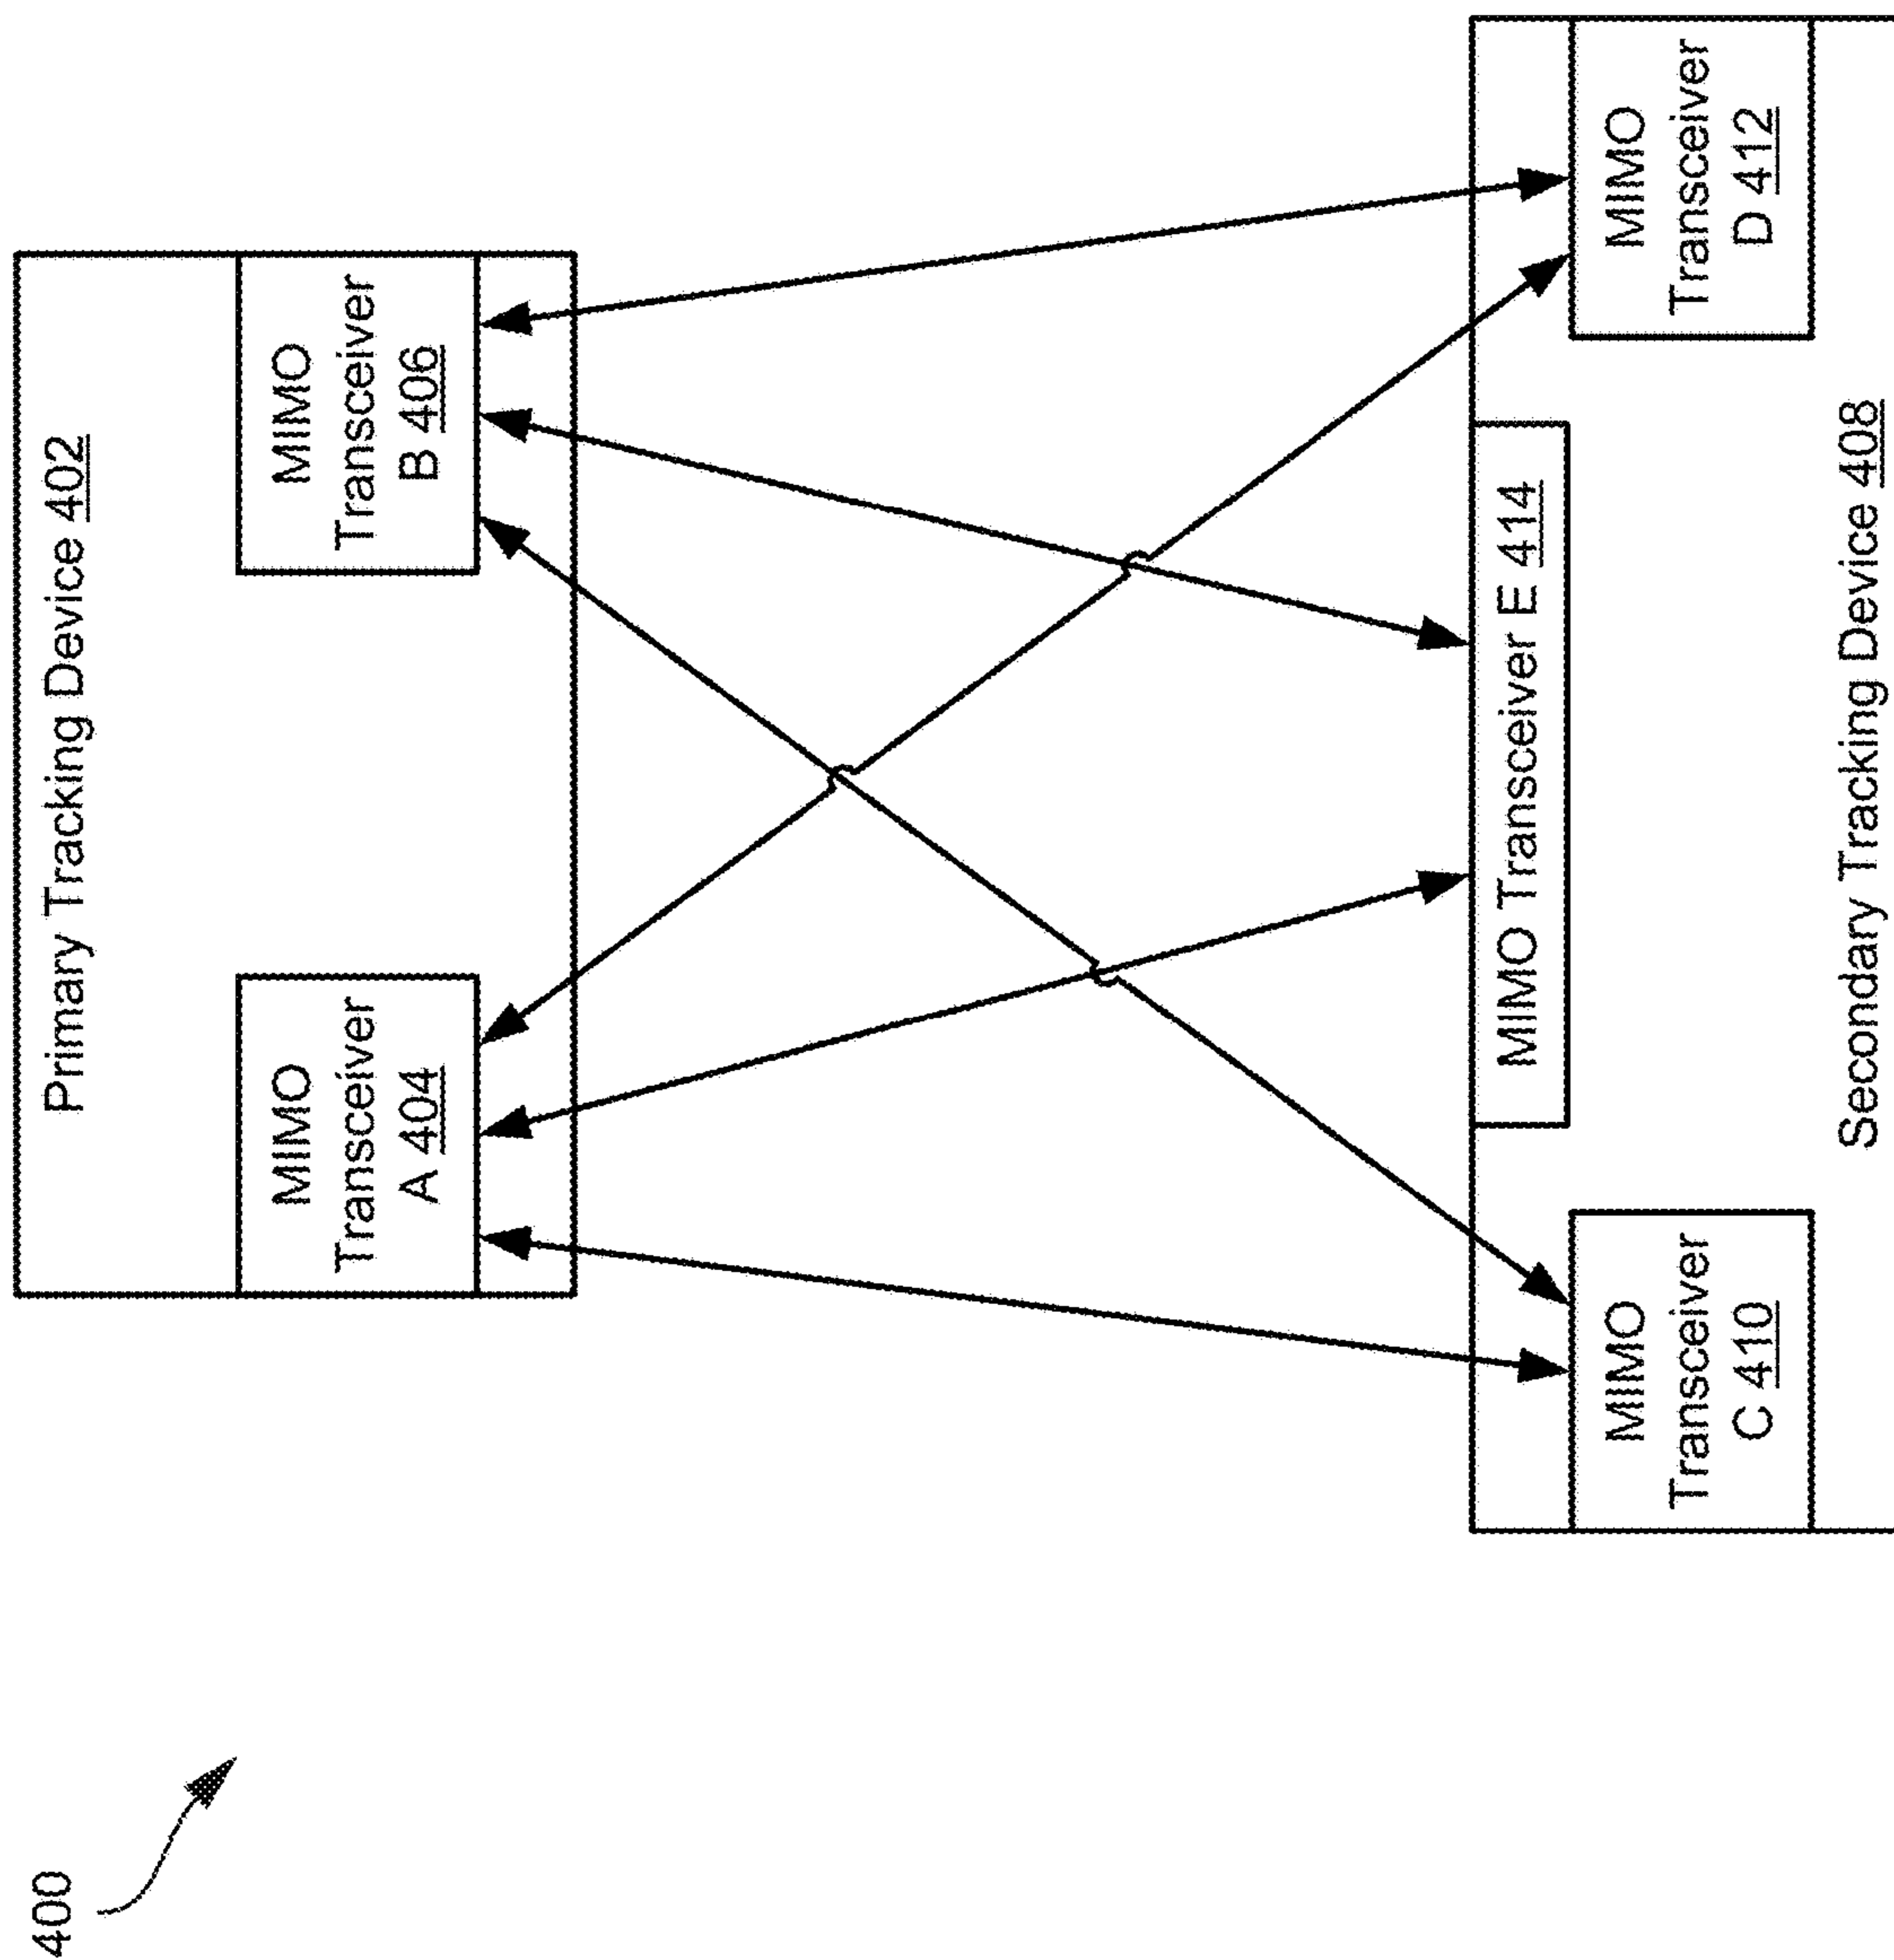 400
Primary Tracking Device 402
MIMO
Transceiver
A 404
MIMO
Transceiver
B 406
MIMO Transceiver E 414
MIMO
Transceiver
C 410
MIMO
Transceiver
D 412
Secondary Tracking Device 408